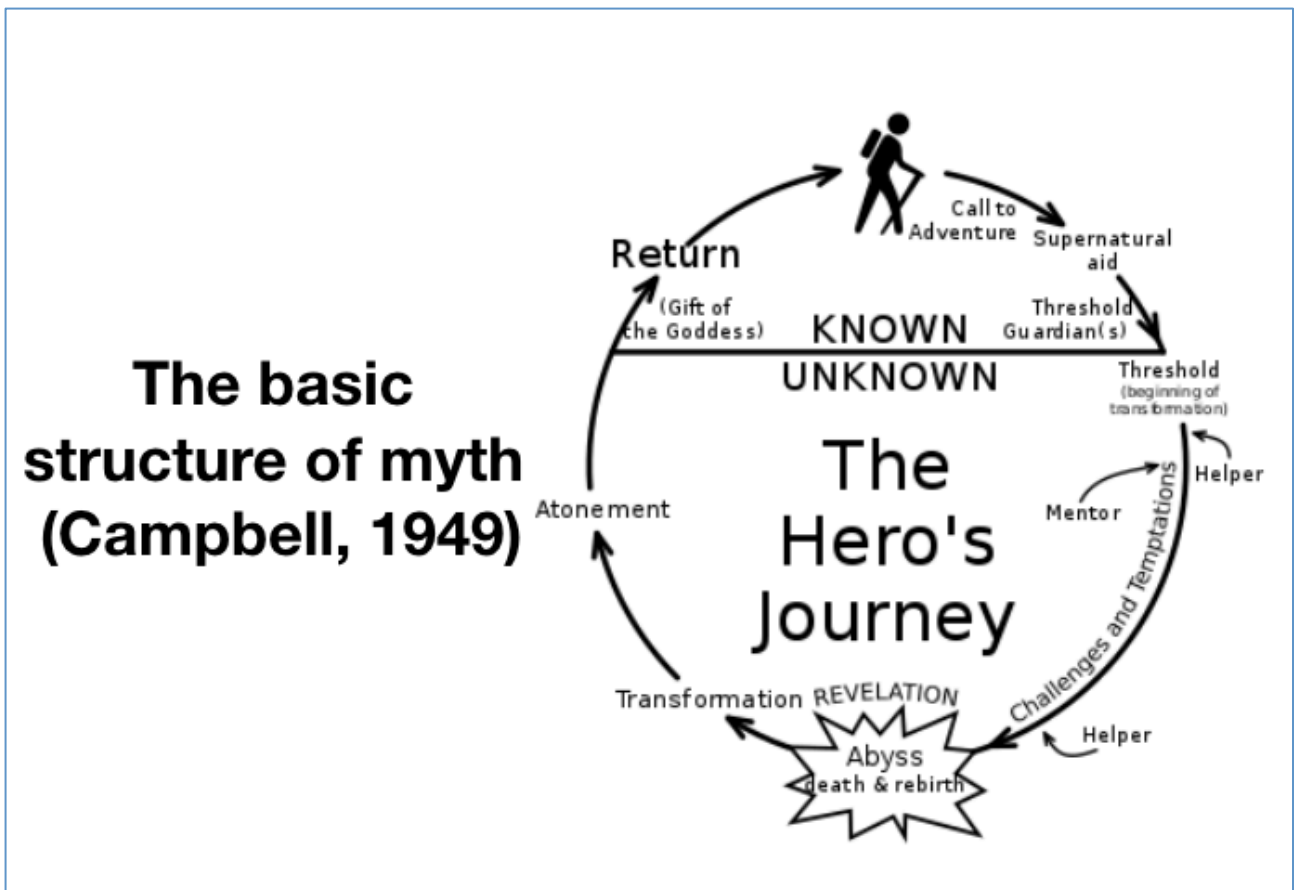 The basic
structure of myth
(Campbell, 1949)
Call to
Adventure
Supernatural
aid
Threshold
Guardian(s)
KNOWN
UNKNOWN
Threshold
(beginning of
transformation)
Helper
Mentor
Challenges and Temptations
Helper
REVELATION
Abyss
death & rebirth
Transformation
Atonement
(Gift of
the Goddess)
Return
The
Hero's
Journey